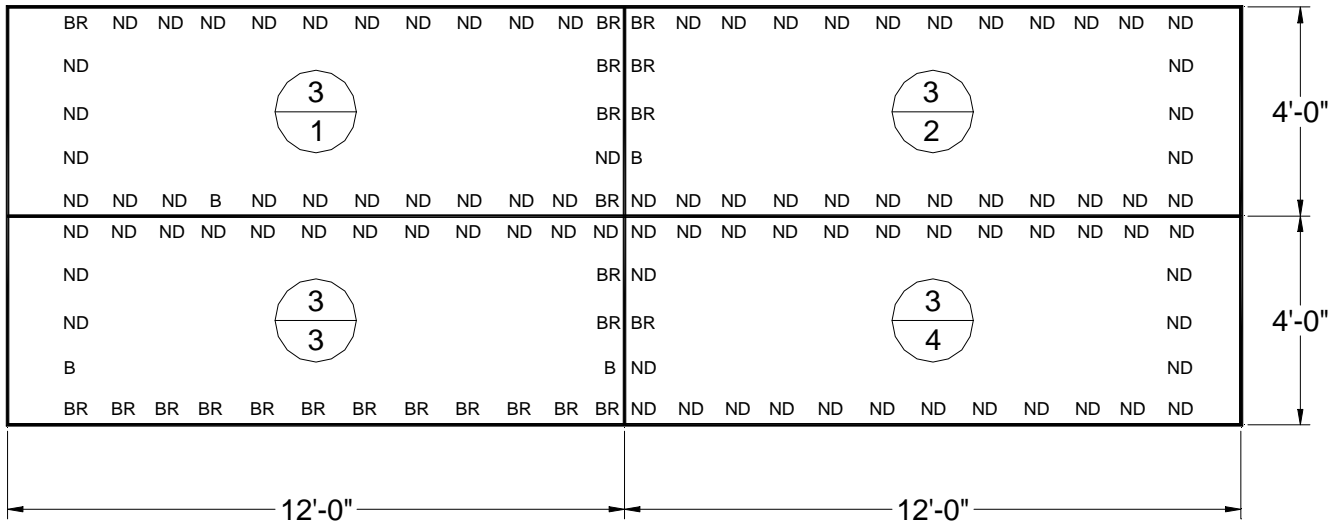 BR ND ND ND ND ND ND ND ND ND ND BR BR ND ND ND ND ND ND ND ND ND ND ND
ND BR BR ND
3 3
ND BR BR ND
1 2
4'-0"
ND ND B ND
ND ND ND B ND ND ND ND ND ND ND BR ND ND ND ND ND ND ND ND ND ND ND ND
ND ND ND ND ND ND ND ND ND ND ND ND ND ND ND ND ND ND ND ND ND ND ND ND
ND BR ND ND
3 3
ND BR BR ND
3 4
4'-0"
B B ND ND
BR BR BR BR BR BR BR BR BR BR BR BR ND ND ND ND ND ND ND ND ND ND ND ND
12'-0" 12'-0"